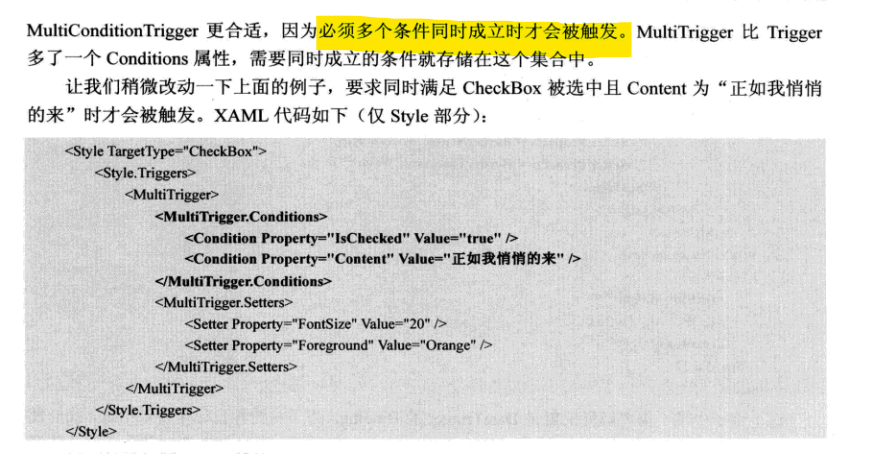 MultiConditionTrigger 更合适，因为必须多个条件同时成立时才会被触发。MultiTrigger 比 Trigger
多了一个 Conditions 属性，需要同时成立的条件就存储在这个集合中。
让我们稍微改动一下上面的例子，要求同时满足 CheckBox 被选中且 Content 为“正如我悄悄
的来”时才会被触发。XAML 代码如下（仅 Style 部分）：
<Style TargetType="CheckBox">
<Style.Triggers>
<MultiTrigger>
<MultiTrigger.Conditions>
<Condition Property="IsChecked" Value="true" />
<Condition Property="Content" Value="正如我悄悄的来" />
</MultiTrigger.Conditions>
<MultiTrigger.Setters>
<Setter Property="FontSize" Value="20" />
<Setter Property="Foreground" Value="Orange" />
</MultiTrigger.Setters>
</MultiTrigger>
</Style.Triggers>
</Style>